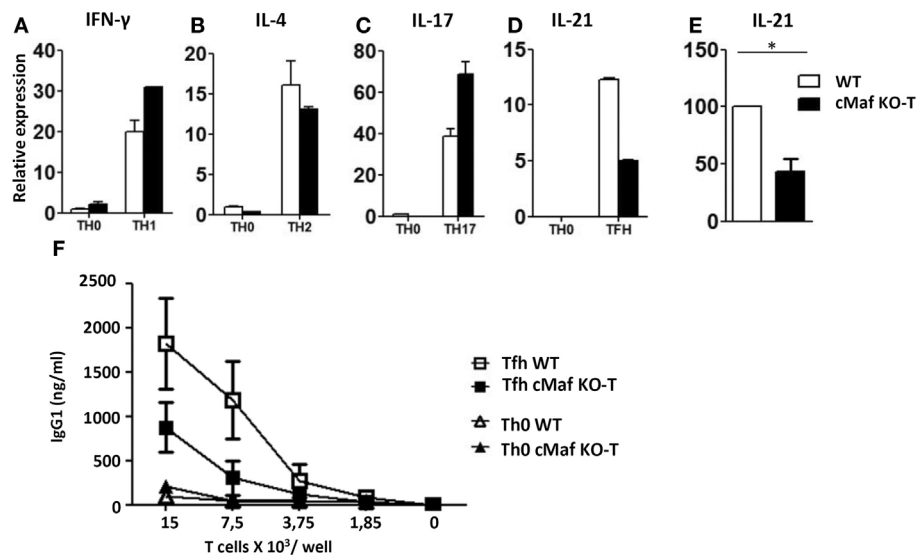 A IFN-γ
B IL-4
C IL-17
D IL-21
E IL-21
Relative expression
40
30
20
10
0
TH0 TH1
20
15
10
5
0
TH0 TH2
80
60
40
20
0
TH0 TH17
15
10
5
0
TH0 TFH
*
150
100
50
0
WT
cMaf KO-T
F
IgG1 (ng/ml)
2500
2000
1500
1000
500
0
15 7,5 3,75 1,85 0
T cells X 10³/ well
Tfh WT
Tfh cMaf KO-T
Th0 WT
Th0 cMaf KO-T